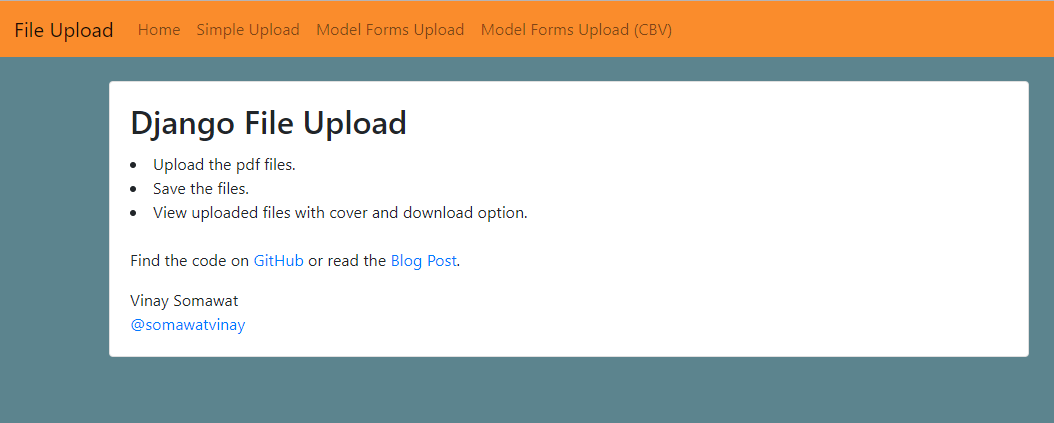 File Upload Home Simple Upload Model Forms Upload Model Forms Upload (CBV)
Django File Upload
• Upload the pdf files.
• Save the files.
• View uploaded files with cover and download option.
Find the code on GitHub or read the Blog Post.
Vinay Somawat
@somawatvinay